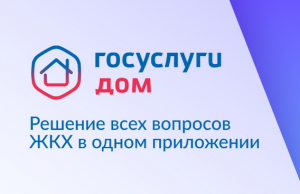 госуслуги
дом
Решение всех вопросов
ЖКХ в одном приложении